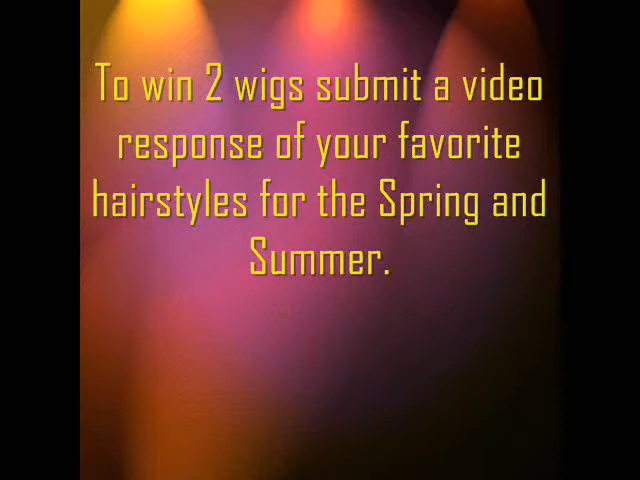 To win 2 wigs submit a video
response of your favorite
hairstyles for the Spring and
Summer.